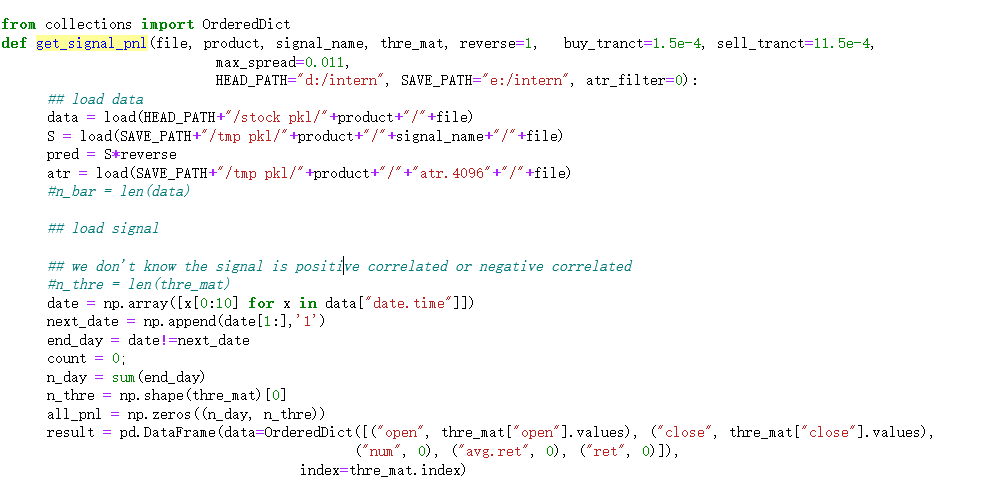 from collections import OrderedDict
def get_signal_pnl(file, product, signal_name, thre_mat, reverse=1, buy_tranct=1.5e-4, sell_tranct=11.5e-4,
max_spread=0.011,
HEAD_PATH="d:/intern", SAVE_PATH="e:/intern", atr_filter=0):
## load data
data = load(HEAD_PATH+"/stock pkl/"+product+"/"+file)
S = load(SAVE_PATH+"/tmp pkl/"+product+"/"+signal_name+"/"+file)
pred = S*reverse
atr = load(SAVE_PATH+"/tmp pkl/"+product+"/"+"atr.4096"+"/"+file)
#n_bar = len(data)
## load signal
## we don't know the signal is positive correlated or negative correlated
#n_thre = len(thre_mat)
date = np.array([x[0:10] for x in data["date.time"]])
next_date = np.append(date[1:],'1')
end_day = date!=next_date
count = 0;
n_day = sum(end_day)
n_thre = np.shape(thre_mat)[0]
all_pnl = np.zeros((n_day, n_thre))
result = pd.DataFrame(data=OrderedDict([("open", thre_mat["open"].values), ("close", thre_mat["close"].values),
("num", 0), ("avg.ret", 0), ("ret", 0)]),
index=thre_mat.index)